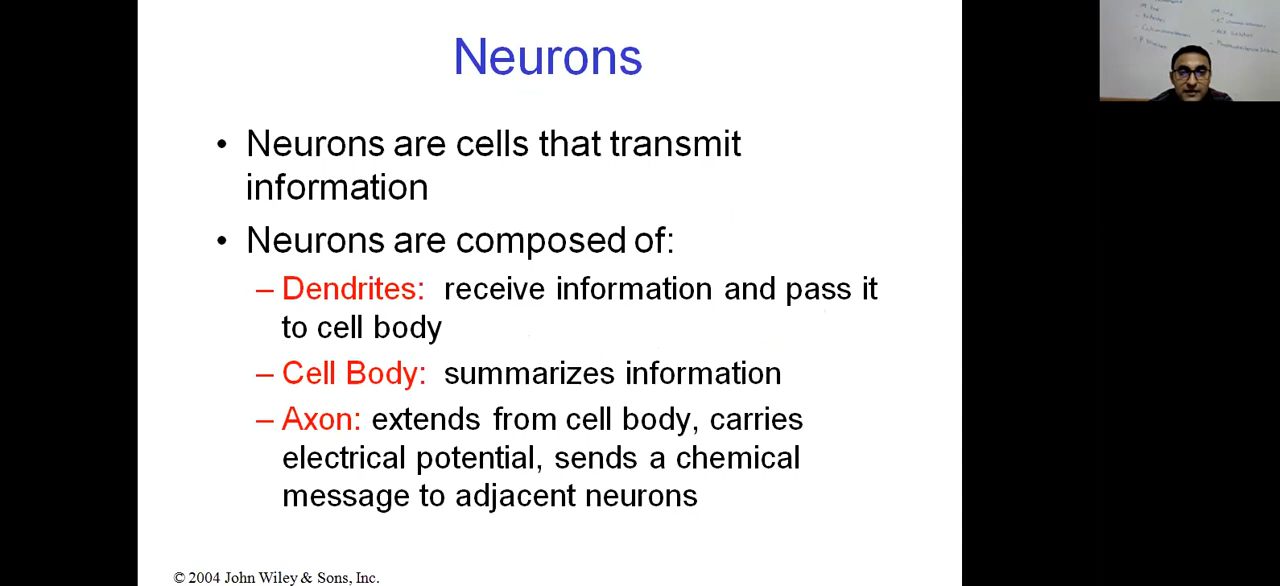 Neurons
• Neurons are cells that transmit
information
• Neurons are composed of:
– Dendrites: receive information and pass it
to cell body
– Cell Body: summarizes information
– Axon: extends from cell body, carries
electrical potential, sends a chemical
message to adjacent neurons
© 2004 John Wiley & Sons, Inc.